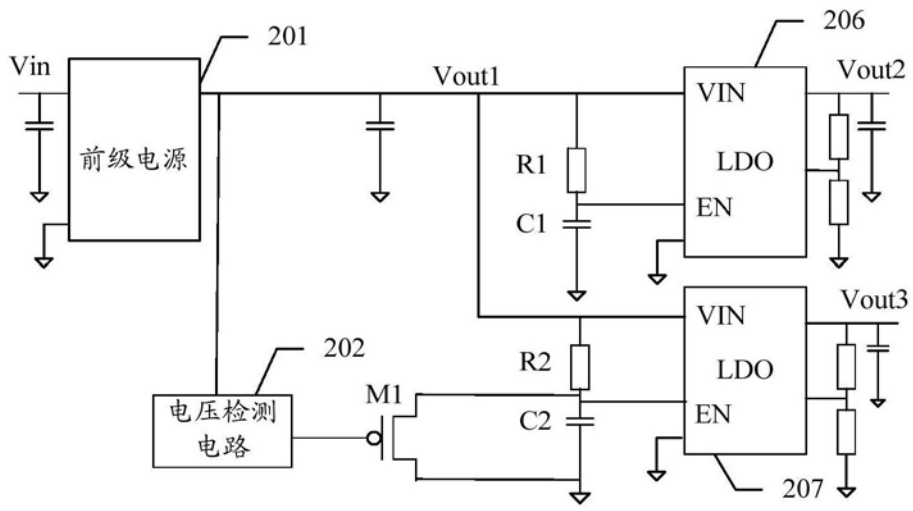 201
206
Vin
Vout1
Vout2
前级电源
VIN
LDO
EN
R1
C1
Vout3
202
R2
VIN
LDO
EN
M1
C2
电压检测
电路
207